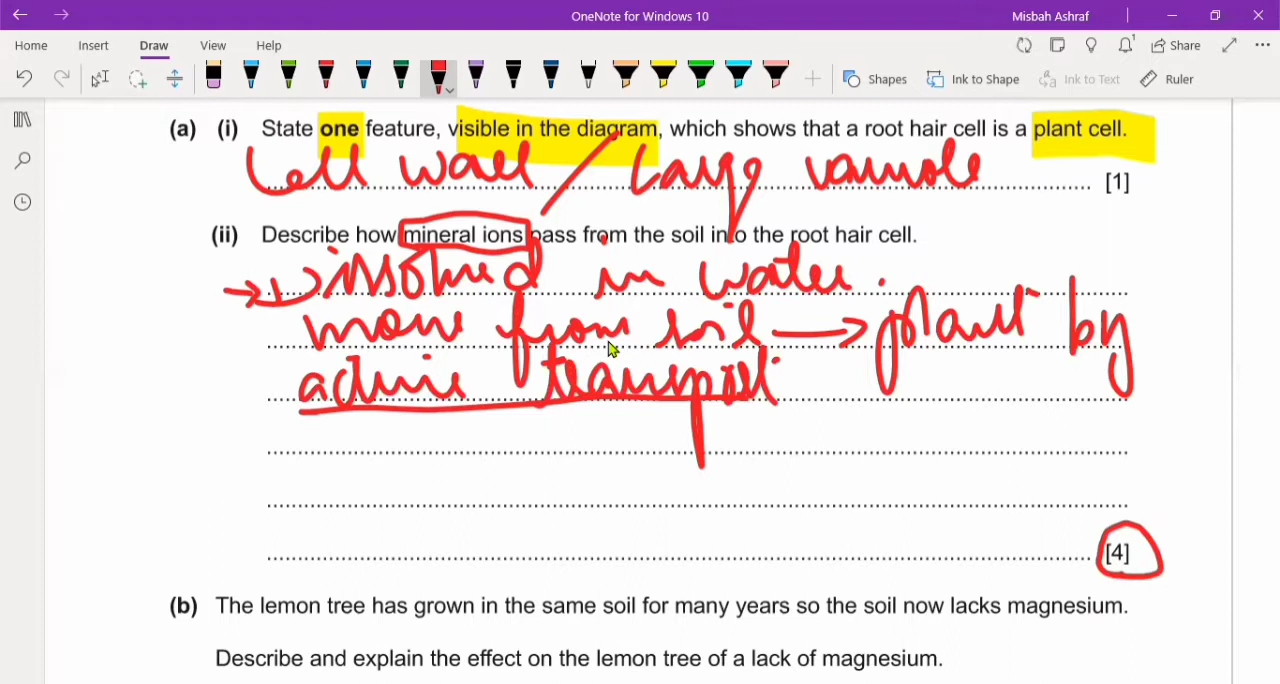 OneNote for Windows 10
Misbah Ashraf
Home Insert Draw View Help
Share
Shapes Ink to Shape Ink to Text Ruler
(a) (i) State one feature, visible in the diagram, which shows that a root hair cell is a plant cell.
Cell wall / Large vacuole
[1]
(ii) Describe how mineral ions pass from the soil into the root hair cell.
→ Dissolved in water.
move from soil → plant by
active transport
[4]
(b) The lemon tree has grown in the same soil for many years so the soil now lacks magnesium.
Describe and explain the effect on the lemon tree of a lack of magnesium.